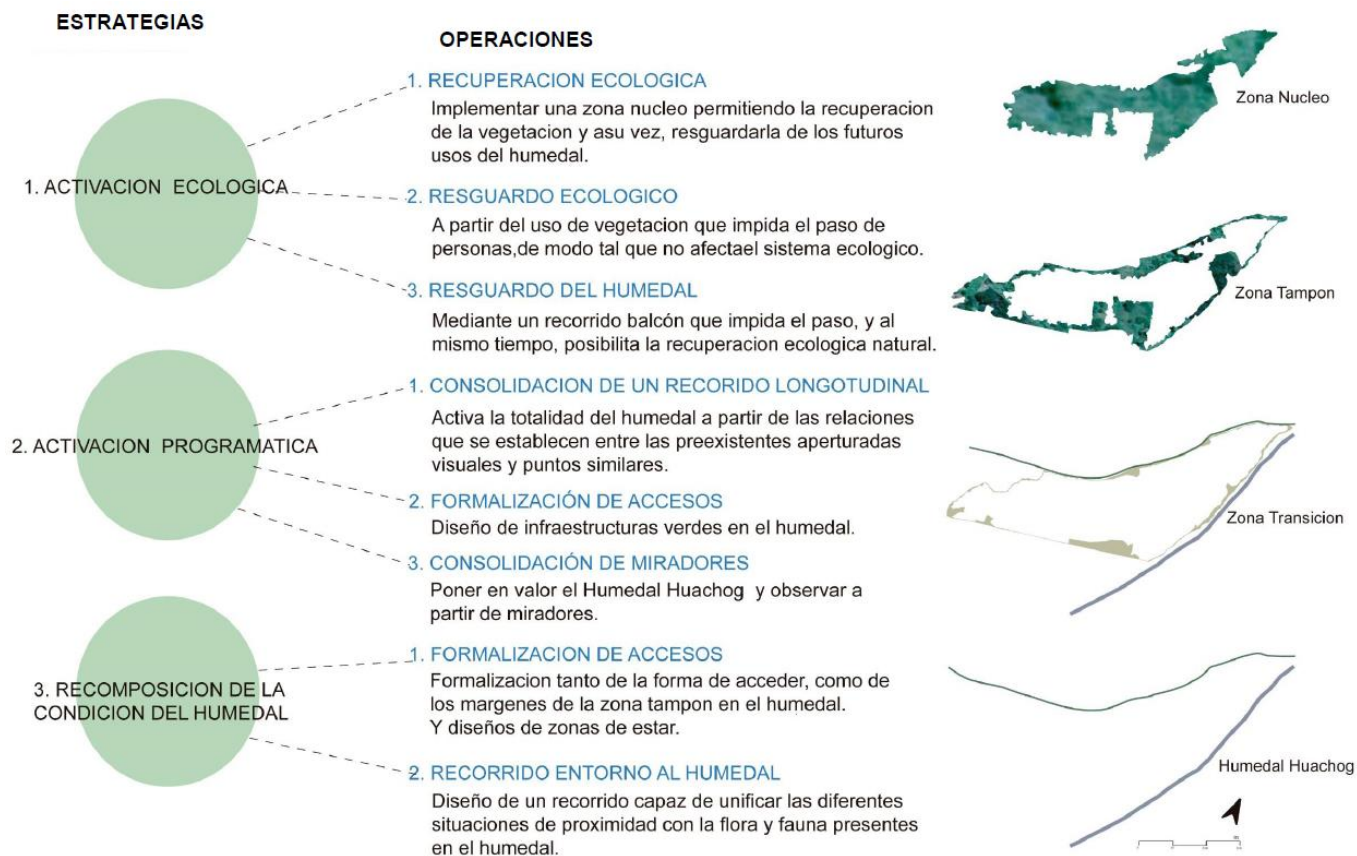 ESTRATEGIAS
OPERACIONES
1. ACTIVACION ECOLOGICA
1. RECUPERACION ECOLOGICA
Implementar una zona nucleo permitiendo la recuperacion
de la vegetacion y asu vez, resguardarla de los futuros
usos del humedal.
2. RESGUARDO ECOLOGICO
A partir del uso de vegetacion que impida el paso de
personas,de modo tal que no afectael sistema ecologico.
3. RESGUARDO DEL HUMEDAL
Mediante un recorrido balcón que impida el paso, y al
mismo tiempo, posibilita la recuperacion ecologica natural.
2. ACTIVACION PROGRAMATICA
1. CONSOLIDACION DE UN RECORIDO LONGOTUDINAL
Activa la totalidad del humedal a partir de las relaciones
que se establecen entre las preexistentes aperturadas
visuales y puntos similares.
2. FORMALIZACIÓN DE ACCESOS
Diseño de infraestructuras verdes en el humedal.
3. CONSOLIDACIÓN DE MIRADORES
Poner en valor el Humedal Huachog y observar a
partir de miradores.
3. RECOMPOSICION DE LA
CONDICION DEL HUMEDAL
1. FORMALIZACION DE ACCESOS
Formalizacion tanto de la forma de acceder, como de
los margenes de la zona tampon en el humedal.
Y diseños de zonas de estar.
2. RECORRIDO ENTORNO AL HUMEDAL
Diseño de un recorrido capaz de unificar las diferentes
situaciones de proximidad con la flora y fauna presentes
en el humedal.
Zona Nucleo
Zona Tampon
Zona Transicion
Humedal Huachog